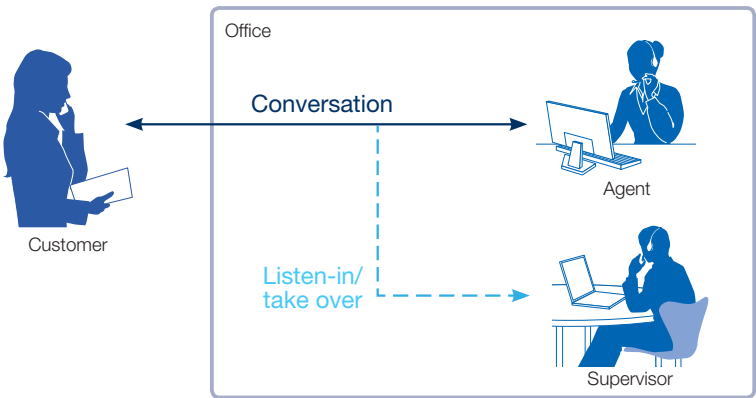 Office
Conversation
Agent
Customer
Listen-in/
take over
Supervisor